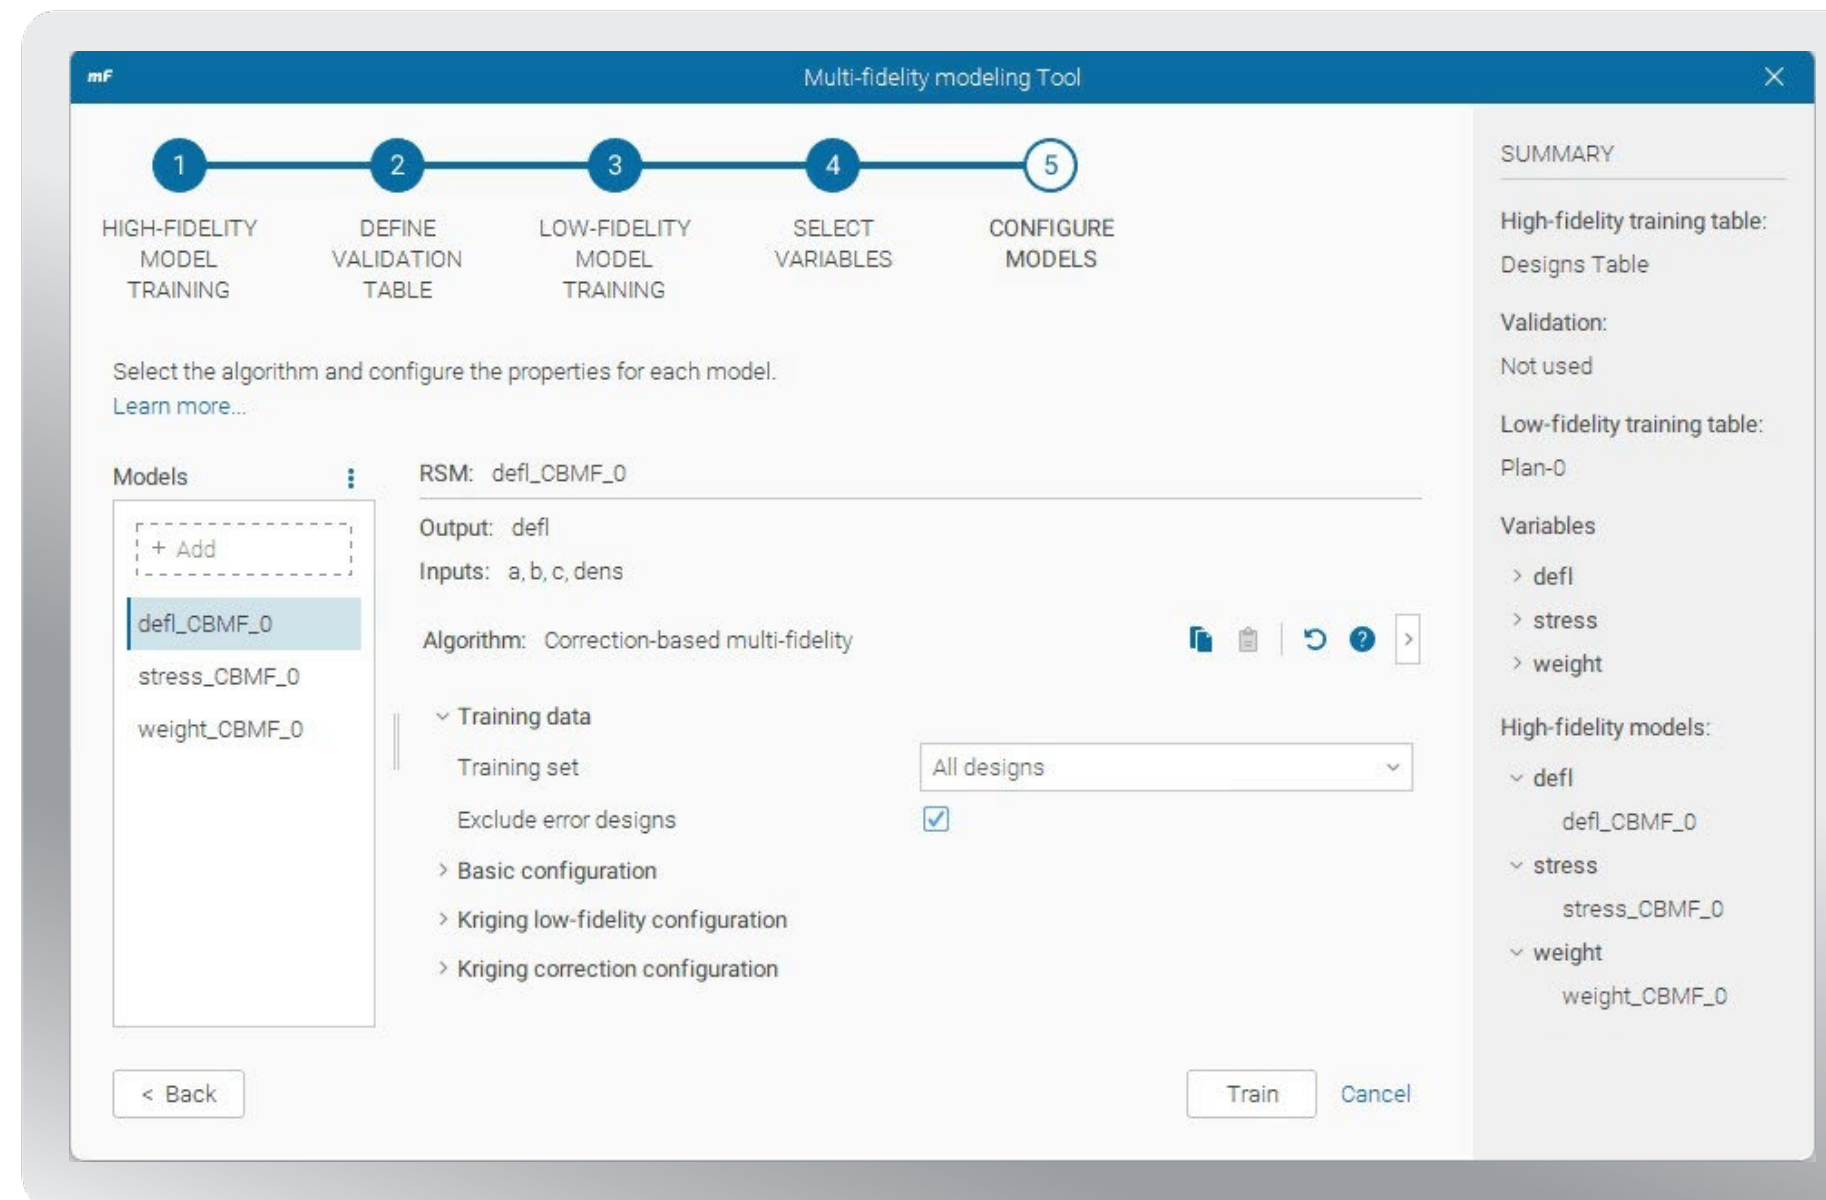 mF
Multi-fidelity modeling Tool
1
2
3
4
5
HIGH-FIDELITY
MODEL
TRAINING
DEFINE
VALIDATION
TABLE
LOW-FIDELITY
MODEL
TRAINING
SELECT
VARIABLES
CONFIGURE
MODELS
Select the algorithm and configure the properties for each model.
Learn more...
Models
+ Add
defl_CBMF_0
stress_CBMF_0
weight_CBMF_0
RSM: defl_CBMF_0
Output: defl
Inputs: a, b, c, dens
Algorithm: Correction-based multi-fidelity
?
>
Training data
Training set
All designs
Exclude error designs
> Basic configuration
> Kriging low-fidelity configuration
> Kriging correction configuration
< Back
Train
Cancel
SUMMARY
High-fidelity training table:
Designs Table
Validation:
Not used
Low-fidelity training table:
Plan-0
Variables
> defl
> stress
> weight
High-fidelity models:
defl
defl_CBMF_0
stress
stress_CBMF_0
weight
weight_CBMF_0